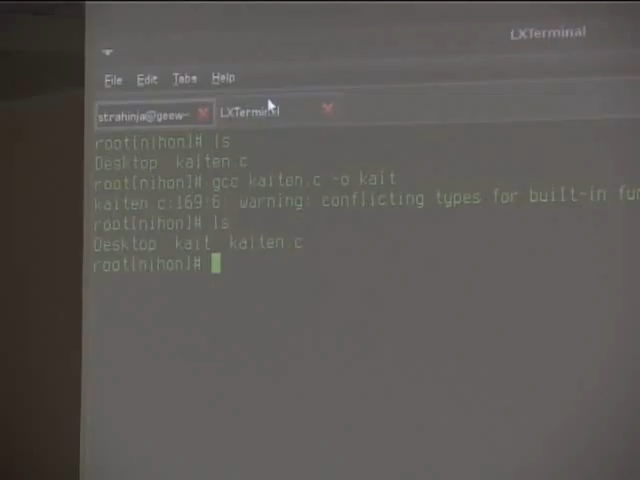 LXTerminal
File Edit Tabs Help
strahinja@geew~ LXTerminal
root[nihon]# ls
Desktop kaiten.c
root[nihon]# gcc kaiten.c -o kait
kaiten.c:169:6: warning: conflicting types for built-in fun
root[nihon]# ls
Desktop kait kaiten.c
root[nihon]#